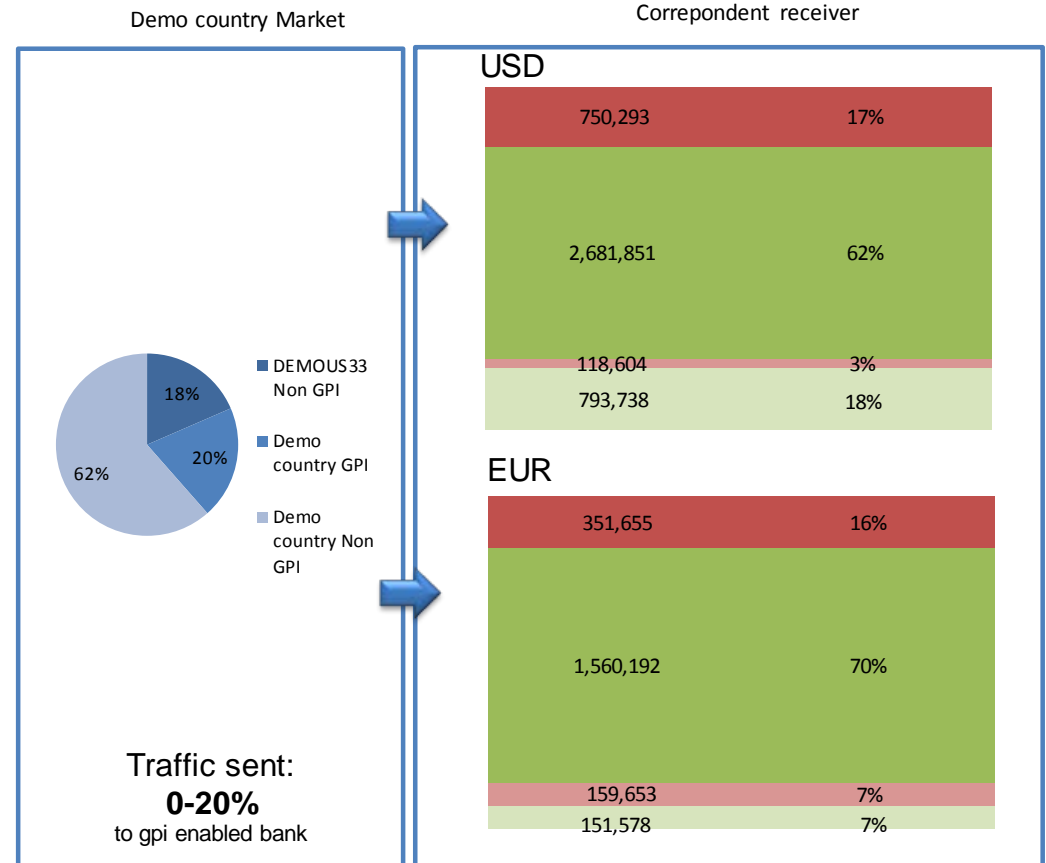 Demo country Market
Correpondent receiver
USD
750,293 17%
2,681,851 62%
118,604 3%
793,738 18%
18%
20%
62%
DEMOUS33
Non GPI
Demo
country GPI
Demo
country Non
GPI
EUR
351,655 16%
1,560,192 70%
159,653 7%
151,578 7%
Traffic sent:
0-20%
to gpi enabled bank